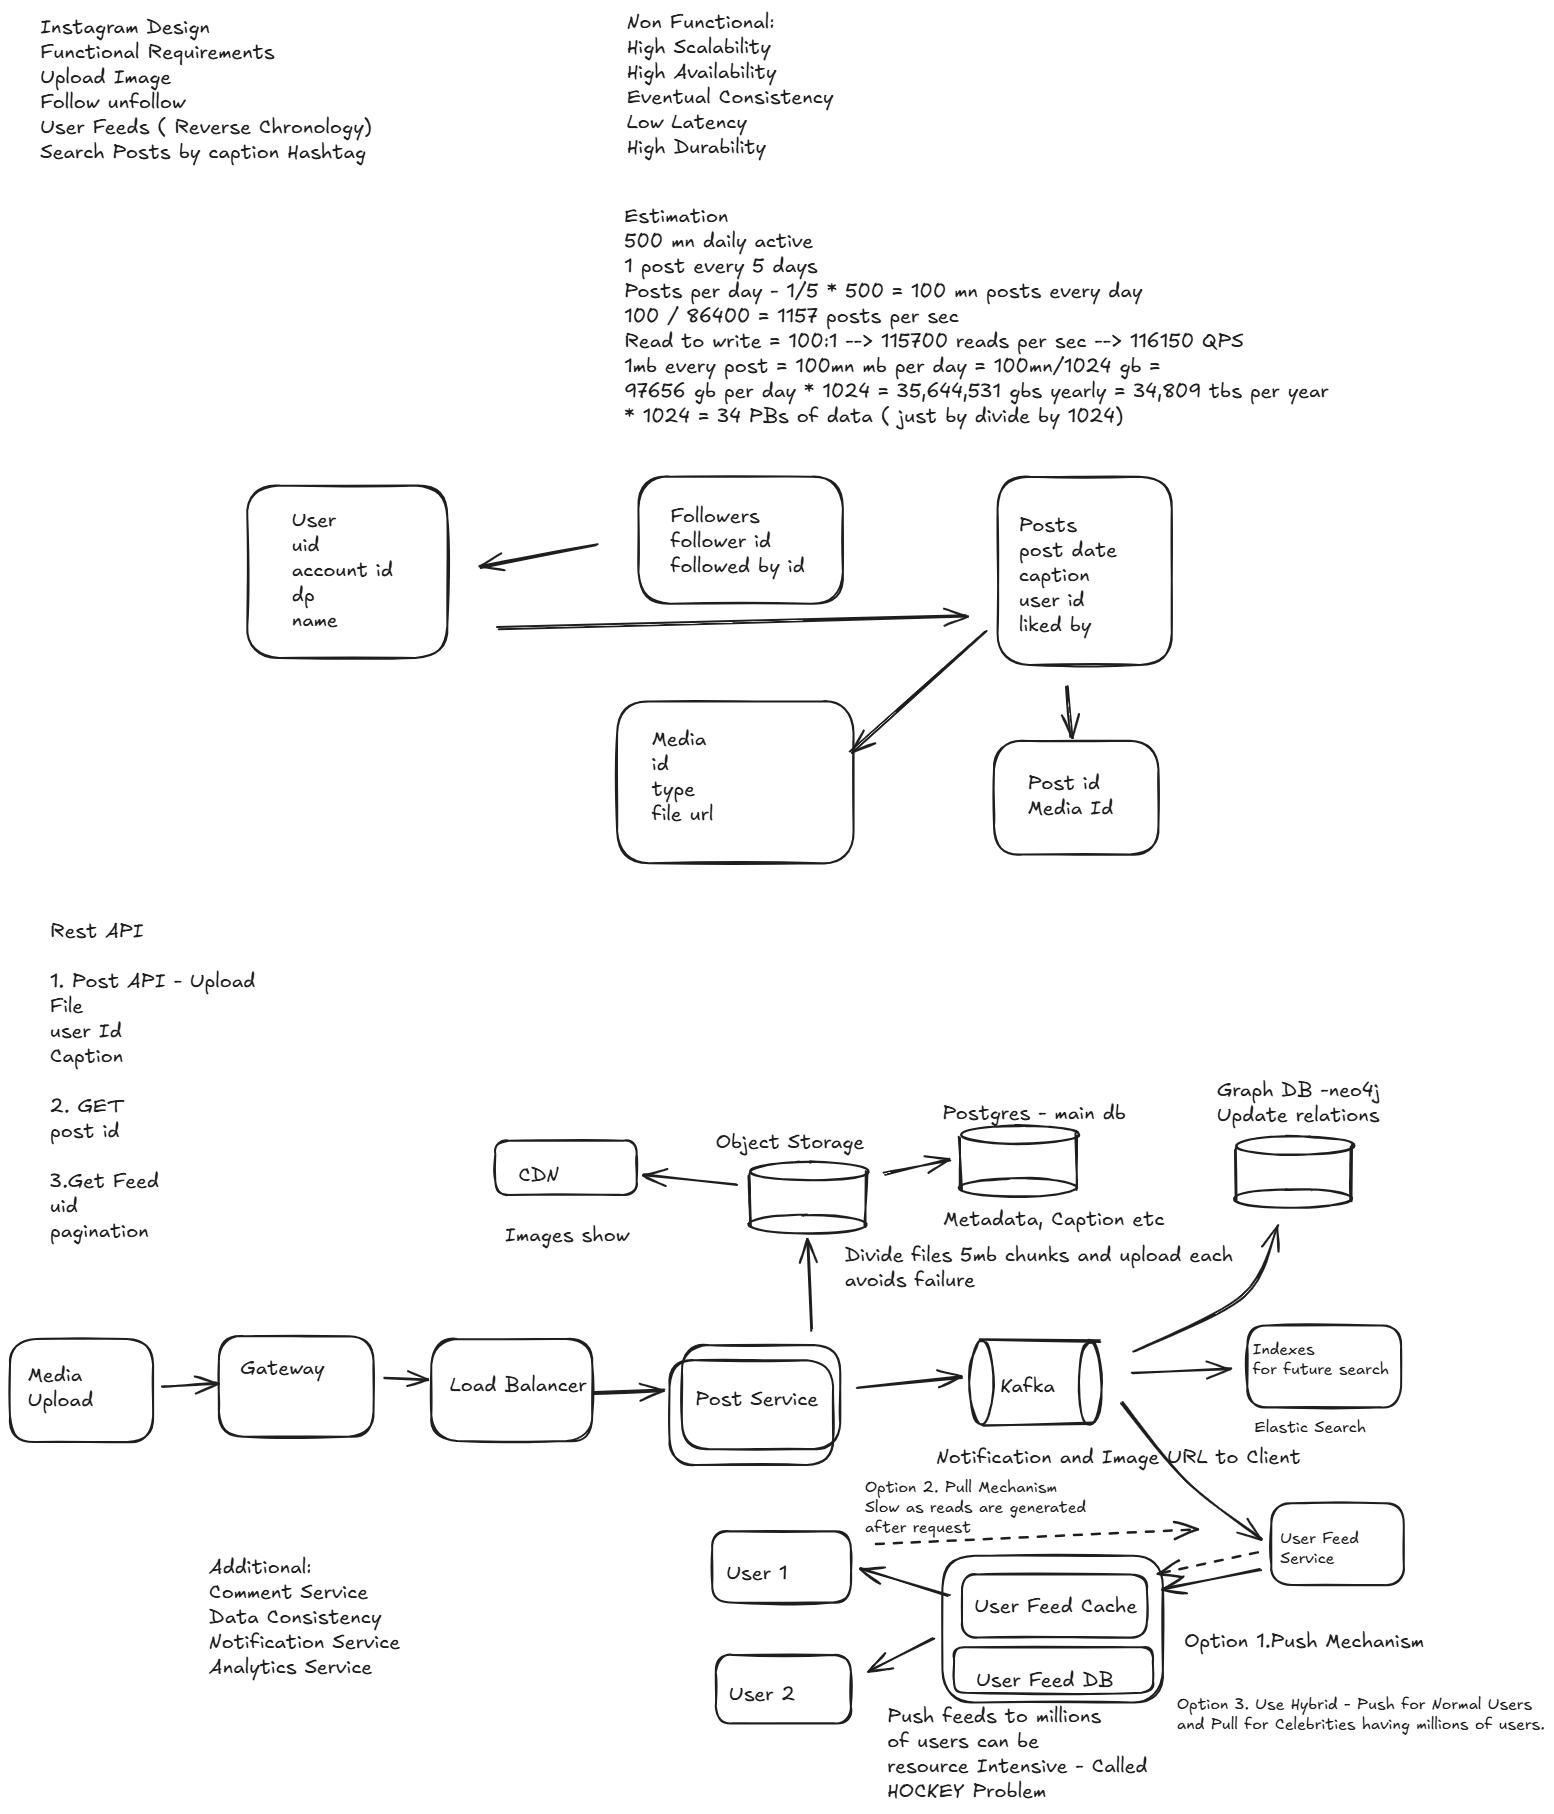 Instagram Design
Functional Requirements
Upload Image
Follow unfollow
User Feeds ( Reverse Chronology)
Search Posts by caption Hashtag
Non Functional:
High Scalability
High Availability
Eventual Consistency
Low Latency
High Durability
Estimation
500 mn daily active
1 post every 5 days
Posts per day - 1/5 * 500 = 100 mn posts every day
100 / 86400 = 1157 posts per sec
Read to write = 100:1 --> 115700 reads per sec --> 116150 QPS
1mb every post = 100mn mb per day = 100mn/1024 gb =
97656 gb per day * 1024 = 35,644,531 gbs yearly = 34,809 tbs per year
* 1024 = 34 PBs of data ( just by divide by 1024)
User
uid
account id
dp
name
Followers
follower id
followed by id
Posts
post date
caption
user id
liked by
Media
id
type
file url
Post id
Media Id
Rest API
1. Post API - Upload
File
user Id
Caption
2. GET
post id
3.Get Feed
uid
pagination
CDN
Images show
Object Storage
Postgres - main db
Metadata, Caption etc
Graph DB -neo4j
Update relations
Divide files 5mb chunks and upload each
avoids failure
Media
Upload
Gateway
Load Balancer
Post Service
Kafka
Indexes
for future search
Elastic Search
Notification and Image URL to Client
Option 2. Pull Mechanism
Slow as reads are generated
after request
User Feed
Service
User 1
User 2
User Feed Cache
User Feed DB
Option 1.Push Mechanism
Option 3. Use Hybrid - Push for Normal Users
and Pull for Celebrities having millions of users.
Push feeds to millions
of users can be
resource Intensive - Called
HOCKEY Problem
Additional:
Comment Service
Data Consistency
Notification Service
Analytics Service